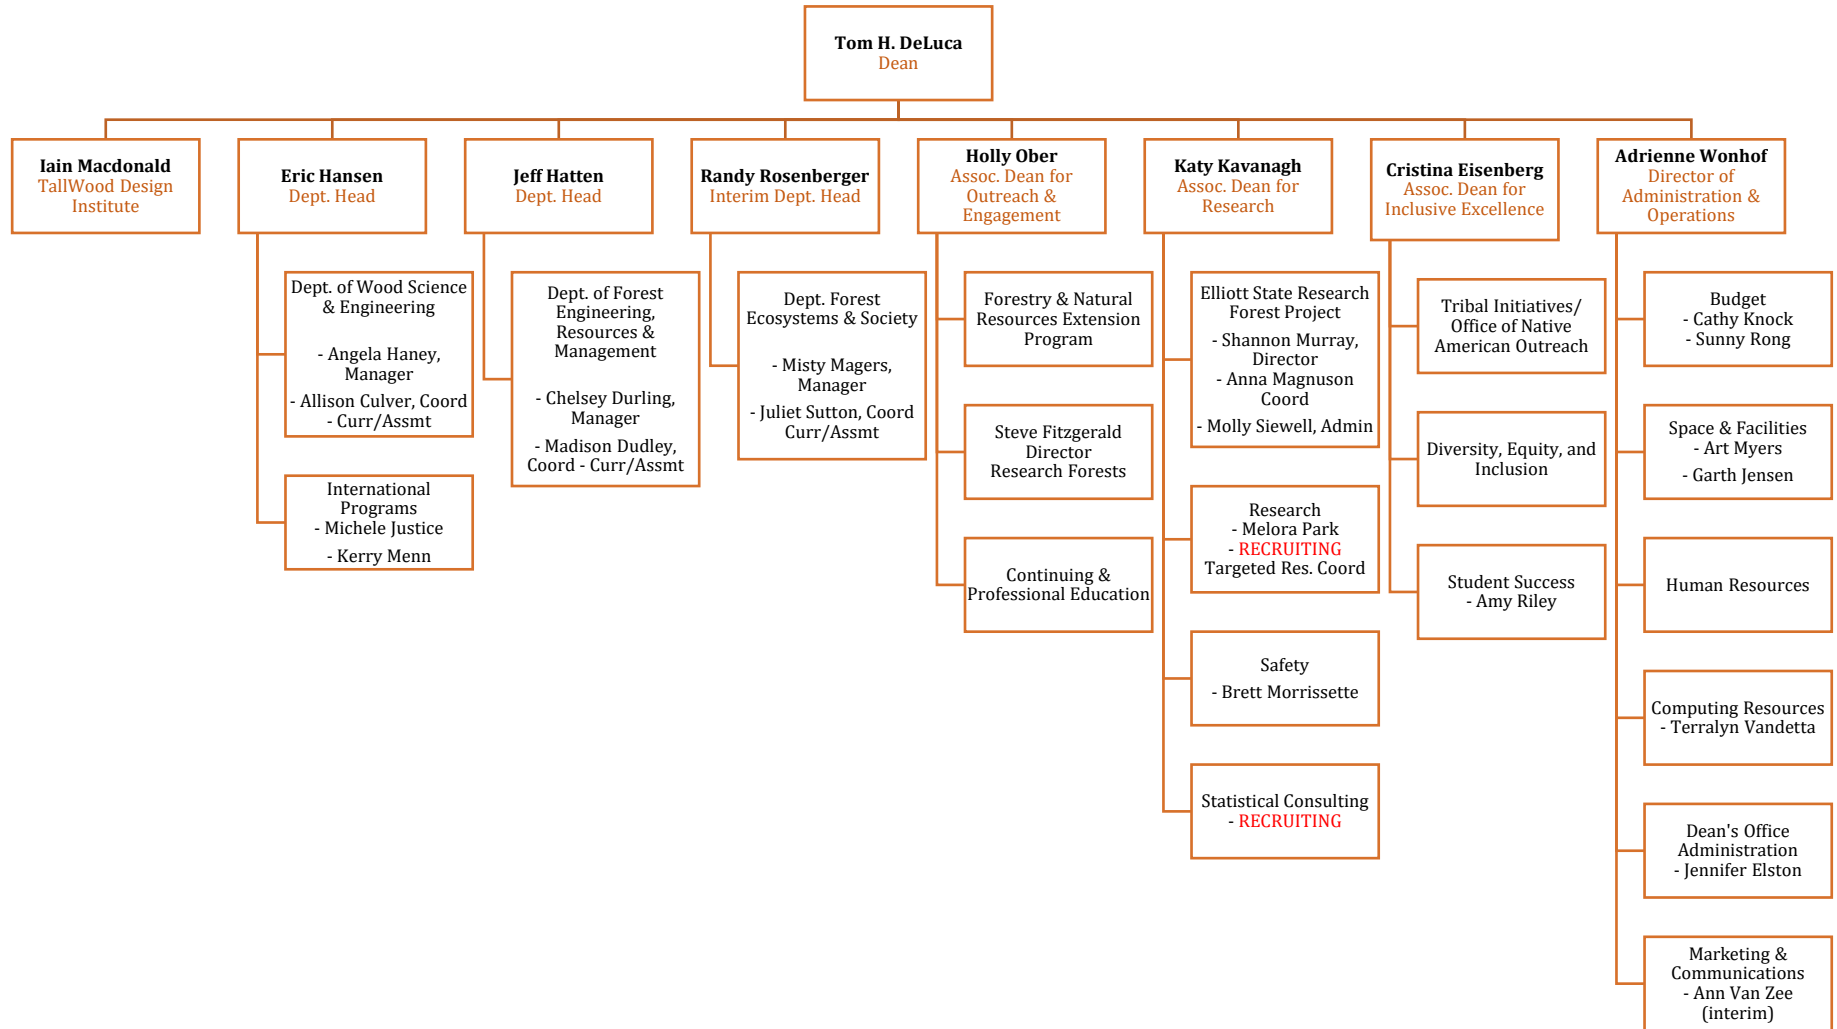 Tom H. DeLuca
Dean
Iain Macdonald
TallWood Design
Institute
Eric Hansen
Dept. Head
Jeff Hatten
Dept. Head
Randy Rosenberger
Interim Dept. Head
Holly Ober
Assoc. Dean for
Outreach &
Engagement
Katy Kavanagh
Assoc. Dean for
Research
Cristina Eisenberg
Assoc. Dean for
Inclusive Excellence
Adrienne Wonhof
Director of
Administration &
Operations
Dept. of Wood Science
& Engineering
- Angela Haney,
Manager
- Allison Culver, Coord
- Curr/Assmt
International
Programs
- Michele Justice
- Kerry Menn
Dept. of Forest
Engineering,
Resources &
Management
- Chelsey Durling,
Manager
- Madison Dudley,
Coord - Curr/Assmt
Dept. Forest
Ecosystems & Society
- Misty Magers,
Manager
- Juliet Sutton, Coord
Curr/Assmt
Forestry & Natural
Resources Extension
Program
Steve Fitzgerald
Director
Research Forests
Continuing &
Professional Education
Elliott State Research
Forest Project
- Shannon Murray,
Director
- Anna Magnuson
Coord
- Molly Siewell, Admin
Research
- Melora Park
- RECRUITING
Targeted Res. Coord
Safety
- Brett Morrissette
Statistical Consulting
- RECRUITING
Tribal Initiatives/
Office of Native
American Outreach
Diversity, Equity, and
Inclusion
Student Success
- Amy Riley
Budget
- Cathy Knock
- Sunny Rong
Space & Facilities
- Art Myers
- Garth Jensen
Human Resources
Computing Resources
- Terralyn Vandetta
Dean's Office
Administration
- Jennifer Elston
Marketing &
Communications
- Ann Van Zee
(interim)